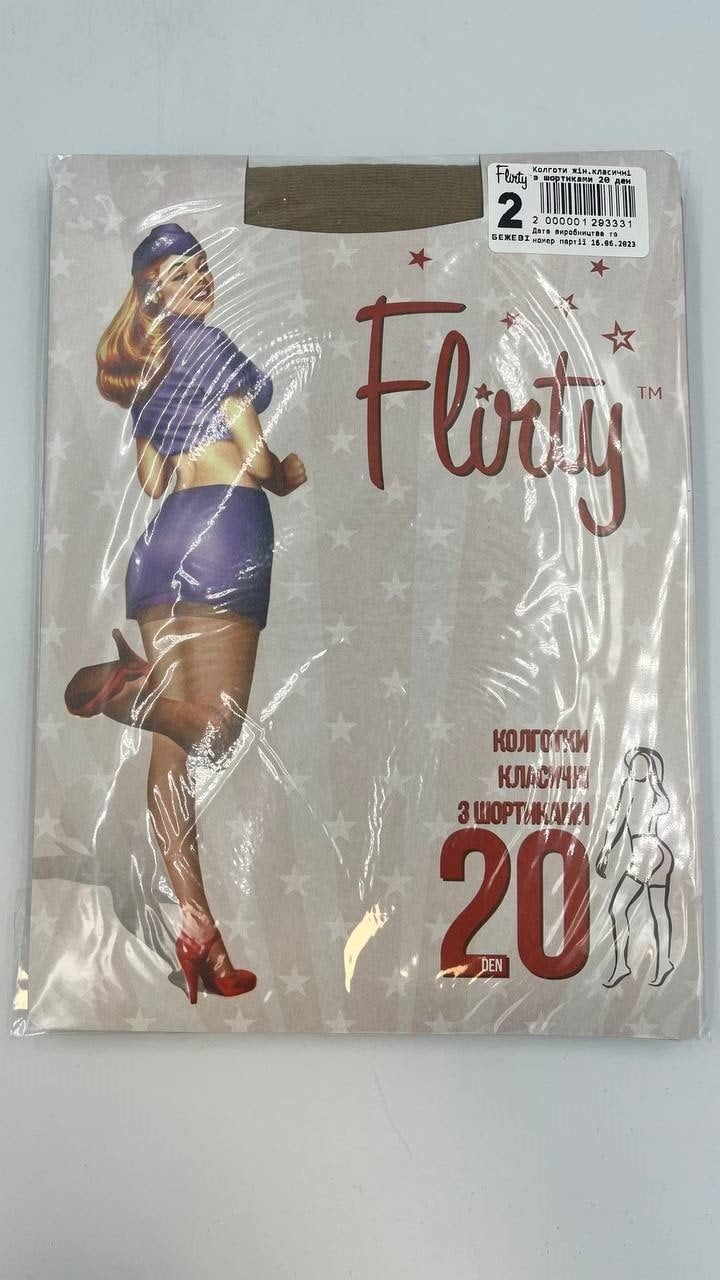 Flirty
Колготи жін.класичні
з шортиками 20 ден
2
2 000001 293331
БЕЖЕВІ
Дата виробництва та
номер партії 16.06.2023
Flirty TM
КОЛГОТКИ
КЛАСИЧНІ
З ШОРТИКАМИ
20
DEN